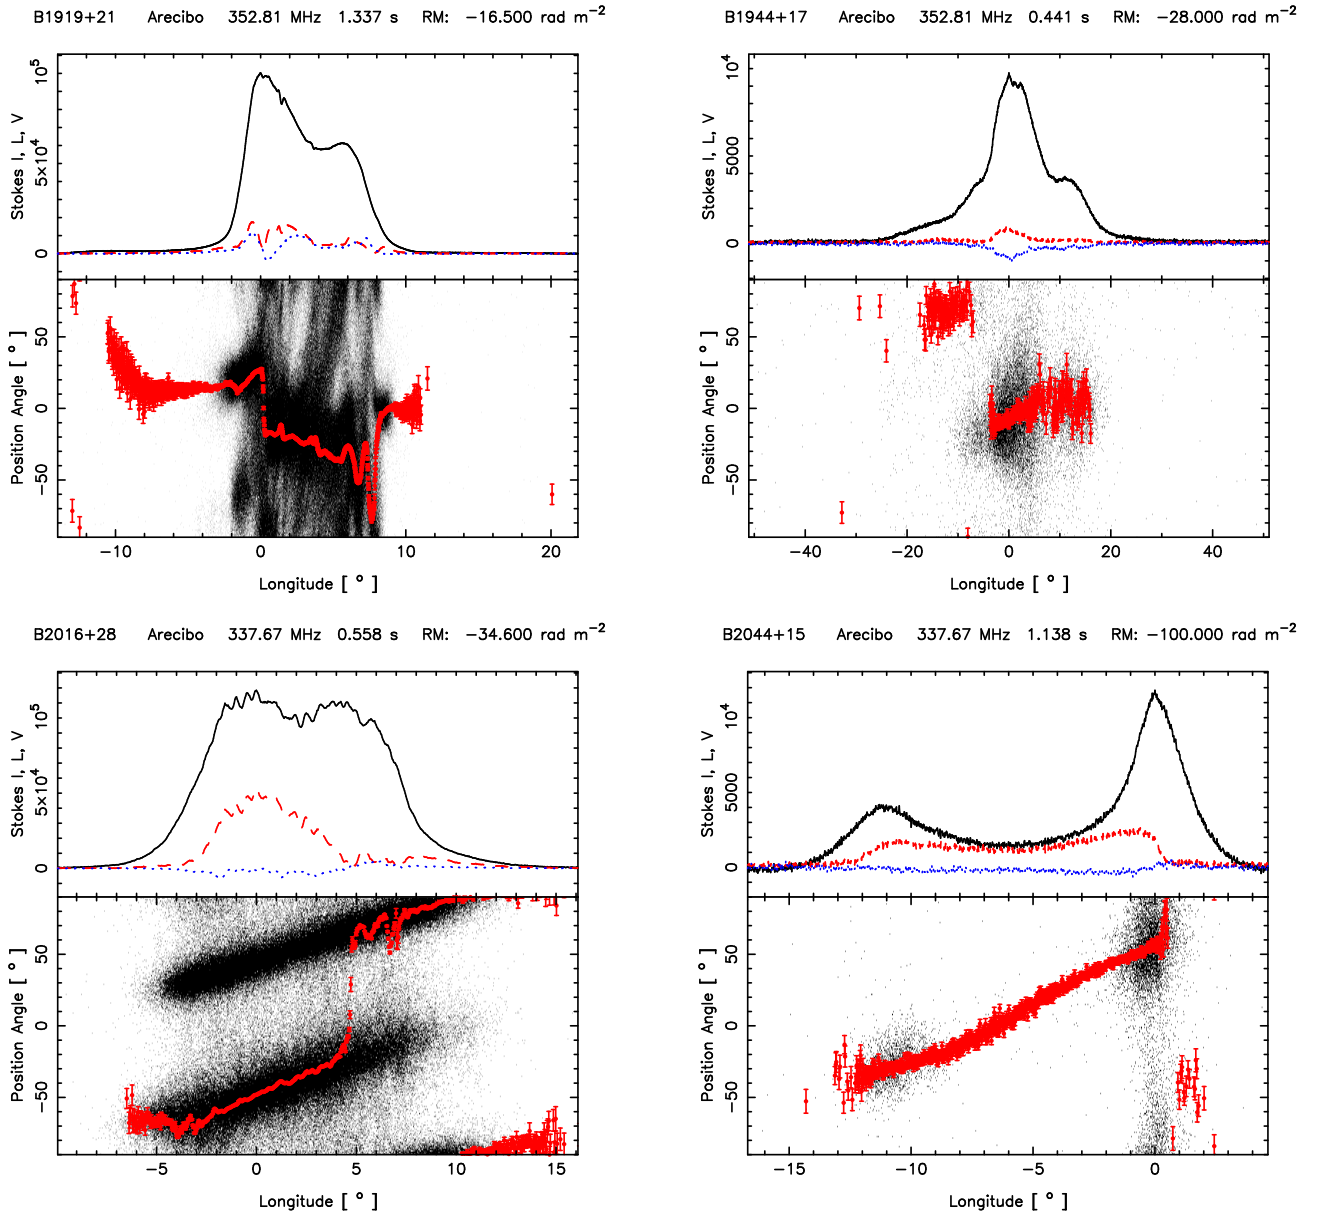 B1919+21 Arecibo 352.81 MHz 1.337 s RM: −16.500 rad m−2
Stokes I, L, V
0 5×10^4 10^5
Position Angle [ ° ]
−50 0 50
−10 0 10 20
Longitude [ ° ]
B1944+17 Arecibo 352.81 MHz 0.441 s RM: −28.000 rad m−2
Stokes I, L, V
0 5000 10^4
Position Angle [ ° ]
−50 0 50
−40 −20 0 20 40
Longitude [ ° ]
B2016+28 Arecibo 337.67 MHz 0.558 s RM: −34.600 rad m−2
Stokes I, L, V
0 5×10^4 10^5
Position Angle [ ° ]
−50 0 50
−5 0 5 10 15
Longitude [ ° ]
B2044+15 Arecibo 337.67 MHz 1.138 s RM: −100.000 rad m−2
Stokes I, L, V
0 5000 10^4
Position Angle [ ° ]
−50 0 50
−15 −10 −5 0
Longitude [ ° ]